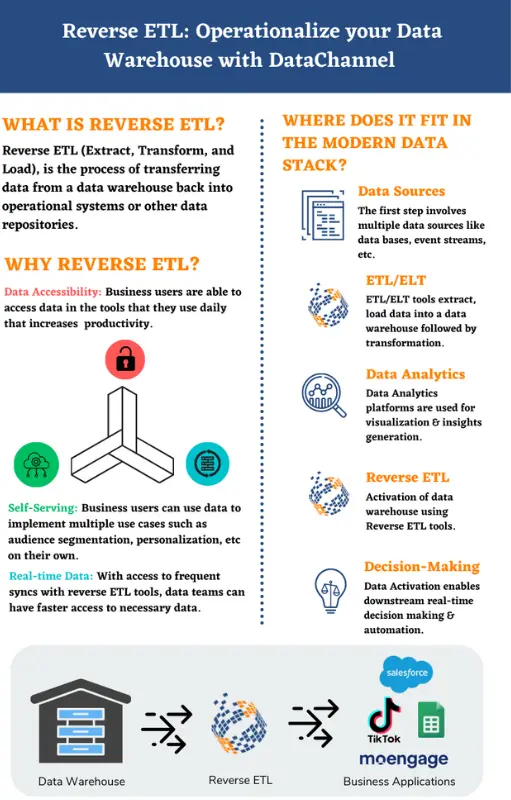 Reverse ETL: Operationalize your Data
Warehouse with DataChannel
WHAT IS REVERSE ETL?
Reverse ETL (Extract, Transform, and
Load), is the process of transferring
data from a data warehouse back into
operational systems or other data
repositories.
WHY REVERSE ETL?
Data Accessibility: Business users are able to
access data in the tools that they use daily
that increases productivity.
Self-Serving: Business users can use data to
implement multiple use cases such as
audience segmentation, personalization, etc
on their own.
Real-time Data: With access to frequent
syncs with reverse ETL tools, data teams can
have faster access to necessary data.
WHERE DOES IT FIT IN
THE MODERN DATA
STACK?
Data Sources
The first step involves
multiple data sources like
data bases, event streams,
etc.
ETL/ELT
ETL/ELT tools extract,
load data into a data
warehouse followed by
transformation.
Data Analytics
Data Analytics
platforms are used for
visualization & insights
generation.
Reverse ETL
Activation of data
warehouse using
Reverse ETL tools.
Decision-Making
Data Activation enables
downstream real-time
decision making &
automation.
salesforce
TikTok
moengage
Data Warehouse
Reverse ETL
Business Applications